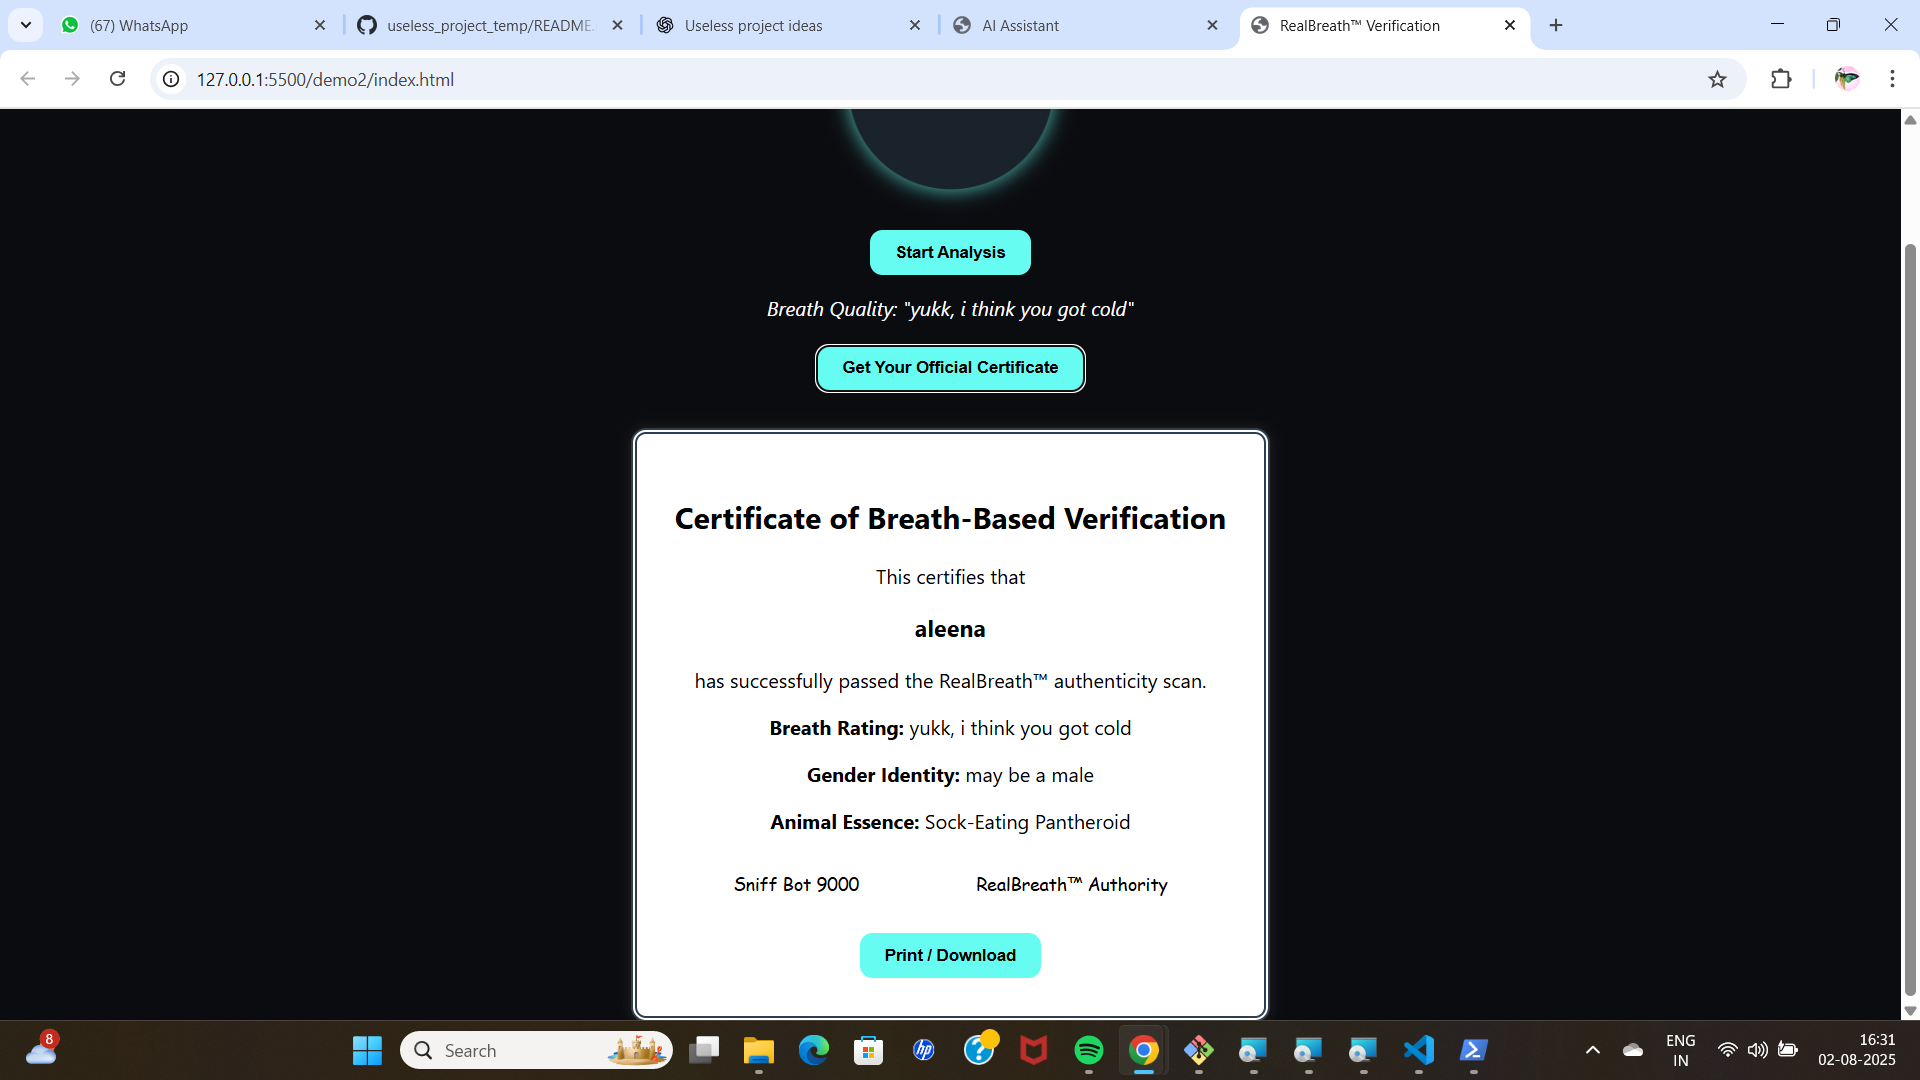 (67) WhatsApp
useless_project_temp/README.
Useless project ideas
AI Assistant
RealBreath™ Verification
127.0.0.1:5500/demo2/index.html
Start Analysis
Breath Quality: "yukk, i think you got cold"
Get Your Official Certificate
Certificate of Breath-Based Verification
This certifies that
aleena
has successfully passed the RealBreath™ authenticity scan.
Breath Rating: yukk, i think you got cold
Gender Identity: may be a male
Animal Essence: Sock-Eating Pantheroid
Sniff Bot 9000
RealBreath™ Authority
Print / Download
8
Search
hp
ENG
IN
16:31
02-08-2025